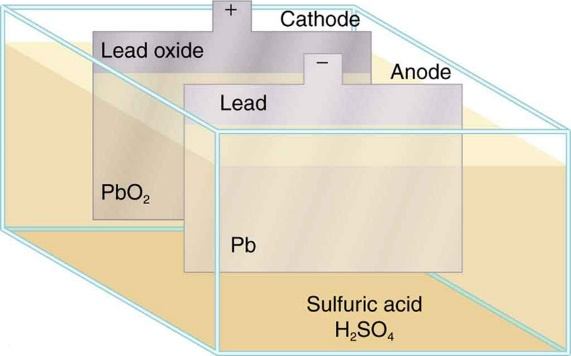 +
Cathode
Lead oxide
–
Anode
Lead
PbO₂
Pb
Sulfuric acid
H₂SO₄